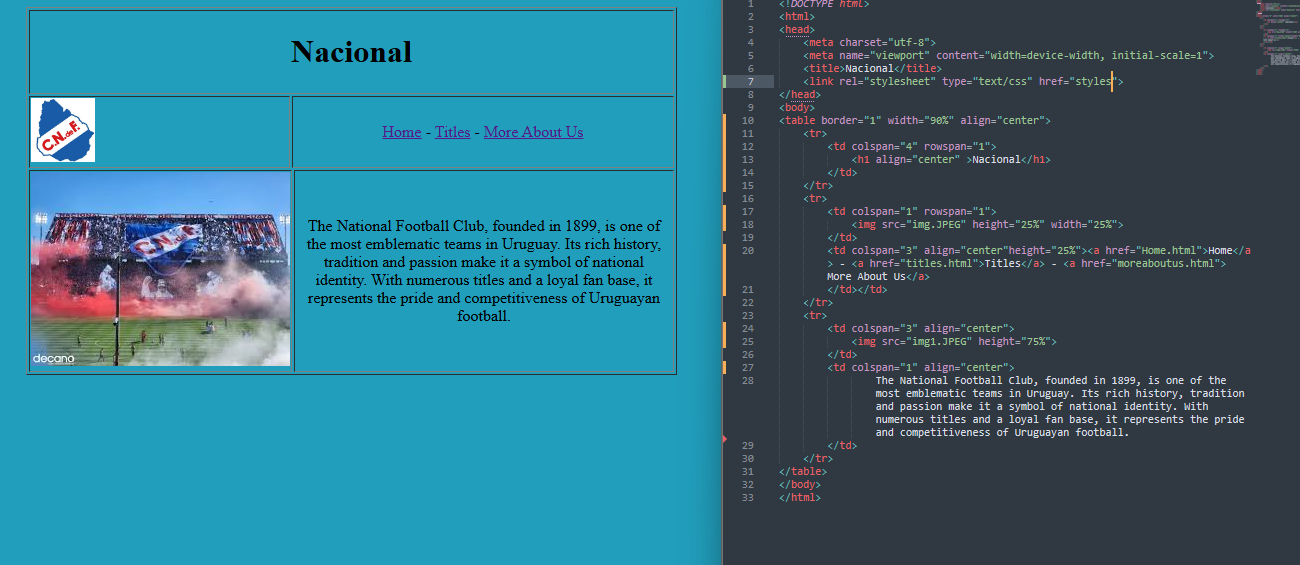 Nacional
C.N.deF.
Home - Titles - More About Us
C.N.deF
decano
The National Football Club, founded in 1899, is one of
the most emblematic teams in Uruguay. Its rich history,
tradition and passion make it a symbol of national
identity. With numerous titles and a loyal fan base, it
represents the pride and competitiveness of Uruguayan
football.
1 <!DOCTYPE html>
2 <html>
3 <head>
4 <meta charset="utf-8">
5 <meta name="viewport" content="width=device-width, initial-scale=1">
6 <title>Nacional</title>
7 <link rel="stylesheet" type="text/css" href="styles">
8 </head>
9 <body>
10 <table border="1" width="90%" align="center">
11 <tr>
12 <td colspan="4" rowspan="1">
13 <h1 align="center" >Nacional</h1>
14 </td>
15 </tr>
16 <tr>
17 <td colspan="1" rowspan="1">
18 <img src="img.JPEG" height="25%" width="25%">
19 </td>
20 <td colspan="3" align="center"height="25%"><a href="Home.html">Home</a
> - <a href="titles.html">Titles</a> - <a href="moreaboutus.html">
More About Us</a>
21 </td></td>
22 </tr>
23 <tr>
24 <td colspan="3" align="center">
25 <img src="img1.JPEG" height="75%">
26 </td>
27 <td colspan="1" align="center">
28 The National Football Club, founded in 1899, is one of the
most emblematic teams in Uruguay. Its rich history, tradition
and passion make it a symbol of national identity. With
numerous titles and a loyal fan base, it represents the pride
and competitiveness of Uruguayan football.
29 </td>
30 </tr>
31 </table>
32 </body>
33 </html>